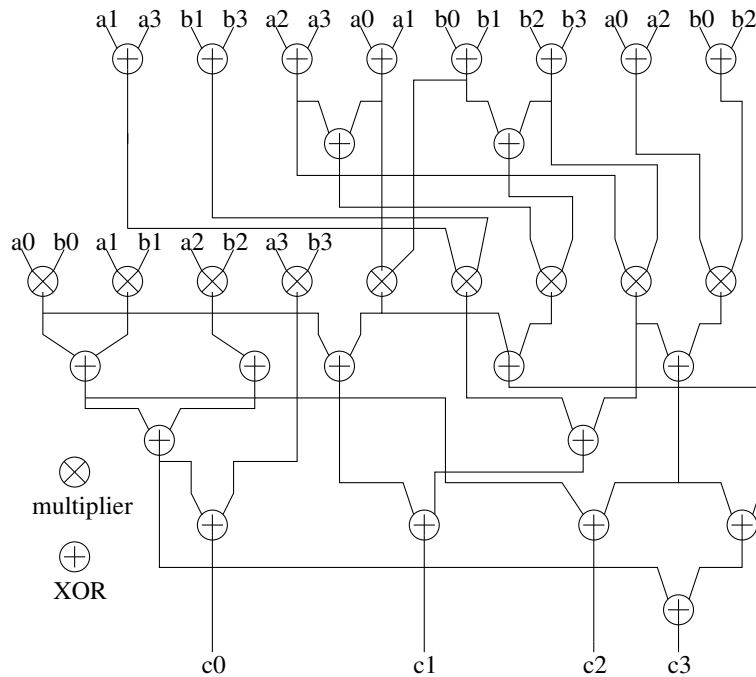 a1 a3 b1 b3 a2 a3 a0 a1 b0 b1 b2 b3 a0 a2 b0 b2
a0 b0 a1 b1 a2 b2 a3 b3
multiplier
XOR
c0 c1 c2 c3